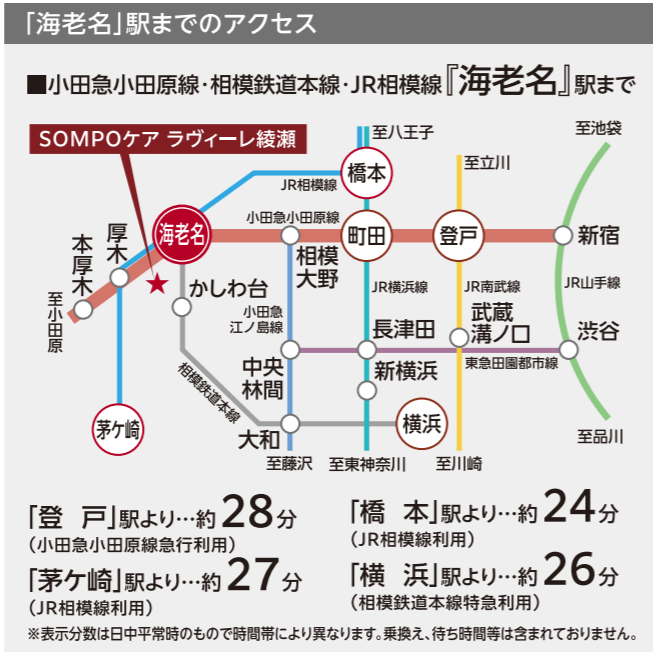 「海老名」駅までのアクセス
■小田急小田原線・相模鉄道本線・JR相模線『海老名』駅まで
至八王子
至池袋
SOMPOケア ラヴィーレ綾瀬
橋本
至立川
JR相模線
小田急小田原線
海老名
町田
登戸
新宿
厚木
本厚木
相模
大野
かしわ台
JR横浜線
JR南武線
JR山手線
至小田原
小田急
江ノ島線
長津田
武蔵
溝ノ口
渋谷
中央
林間
新横浜
東急田園都市線
相模鉄道本線
茅ケ崎
大和
横浜
至藤沢
至東神奈川
至川崎
至品川
「登 戸」駅より…約28分
(小田急小田原線急行利用)
「橋 本」駅より…約24分
(JR相模線利用)
「茅ケ崎」駅より…約27分
(JR相模線利用)
「横 浜」駅より…約26分
(相模鉄道本線特急利用)
※表示分数は日中平常時のもので時間帯により異なります。乗換え、待ち時間等は含まれておりません。